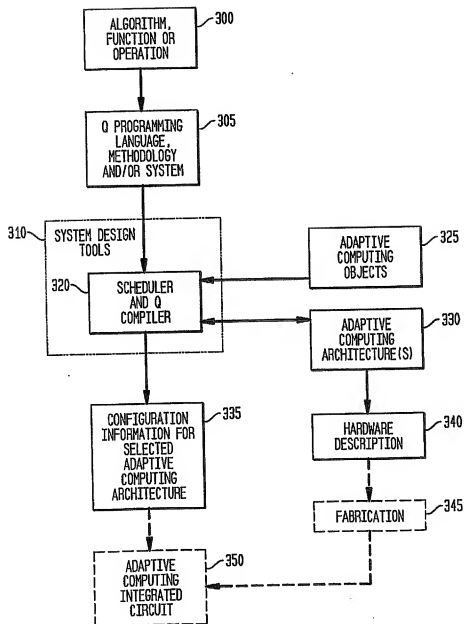 ALGORITHM,
FUNCTION OR
OPERATION
300
Q PROGRAMMING
LANGUAGE,
METHODOLOGY
AND/OR SYSTEM
305
310
SYSTEM DESIGN
TOOLS
320
SCHEDULER
AND Q
COMPILER
ADAPTIVE
COMPUTING
OBJECTS
325
ADAPTIVE
COMPUTING
ARCHITECTURE(S)
330
CONFIGURATION
INFORMATION FOR
SELECTED
ADAPTIVE
COMPUTING
ARCHITECTURE
335
HARDWARE
DESCRIPTION
340
FABRICATION
345
ADAPTIVE
COMPUTING
INTEGRATED
CIRCUIT
350